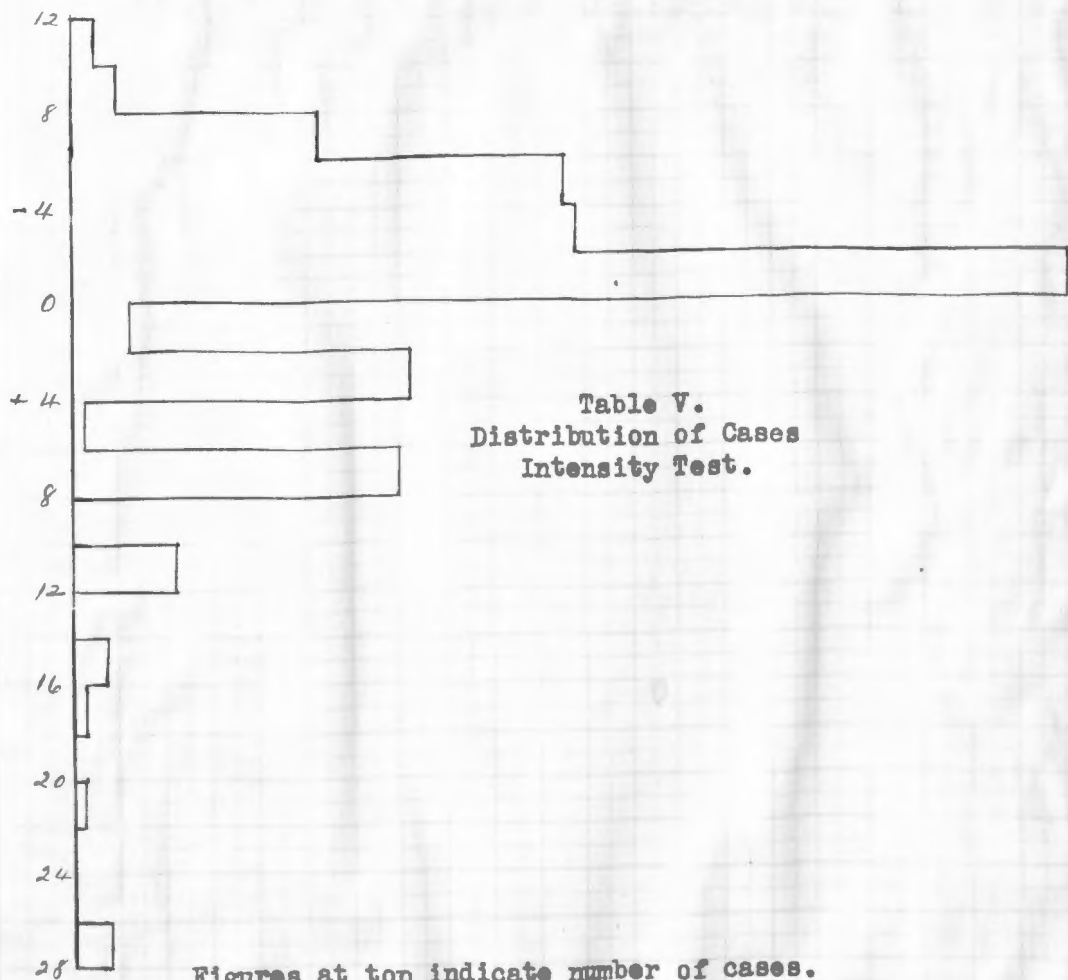 12
8
- 4
0
+ 4
Table V.
Distribution of Cases
Intensity Test.
8
12
16
20
24
28
Figures at top indicate number of cases.